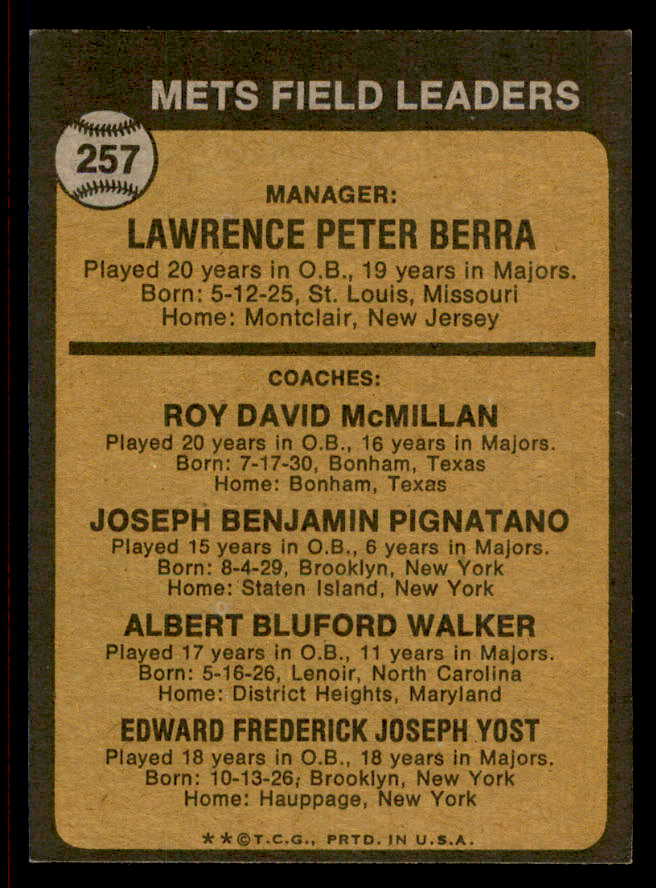 METS FIELD LEADERS
257
MANAGER:
LAWRENCE PETER BERRA
Played 20 years in O.B., 19 years in Majors.
Born: 5-12-25, St. Louis, Missouri
Home: Montclair, New Jersey
COACHES:
ROY DAVID McMILLAN
Played 20 years in O.B., 16 years in Majors.
Born: 7-17-30, Bonham, Texas
Home: Bonham, Texas
JOSEPH BENJAMIN PIGNATANO
Played 15 years in O.B., 6 years in Majors.
Born: 8-4-29, Brooklyn, New York
Home: Staten Island, New York
ALBERT BLUFORD WALKER
Played 17 years in O.B., 11 years in Majors.
Born: 5-16-26, Lenoir, North Carolina
Home: District Heights, Maryland
EDWARD FREDERICK JOSEPH YOST
Played 18 years in O.B., 18 years in Majors.
Born: 10-13-26, Brooklyn, New York
Home: Hauppage, New York
**©T.C.G., PRTD. IN U.S.A.